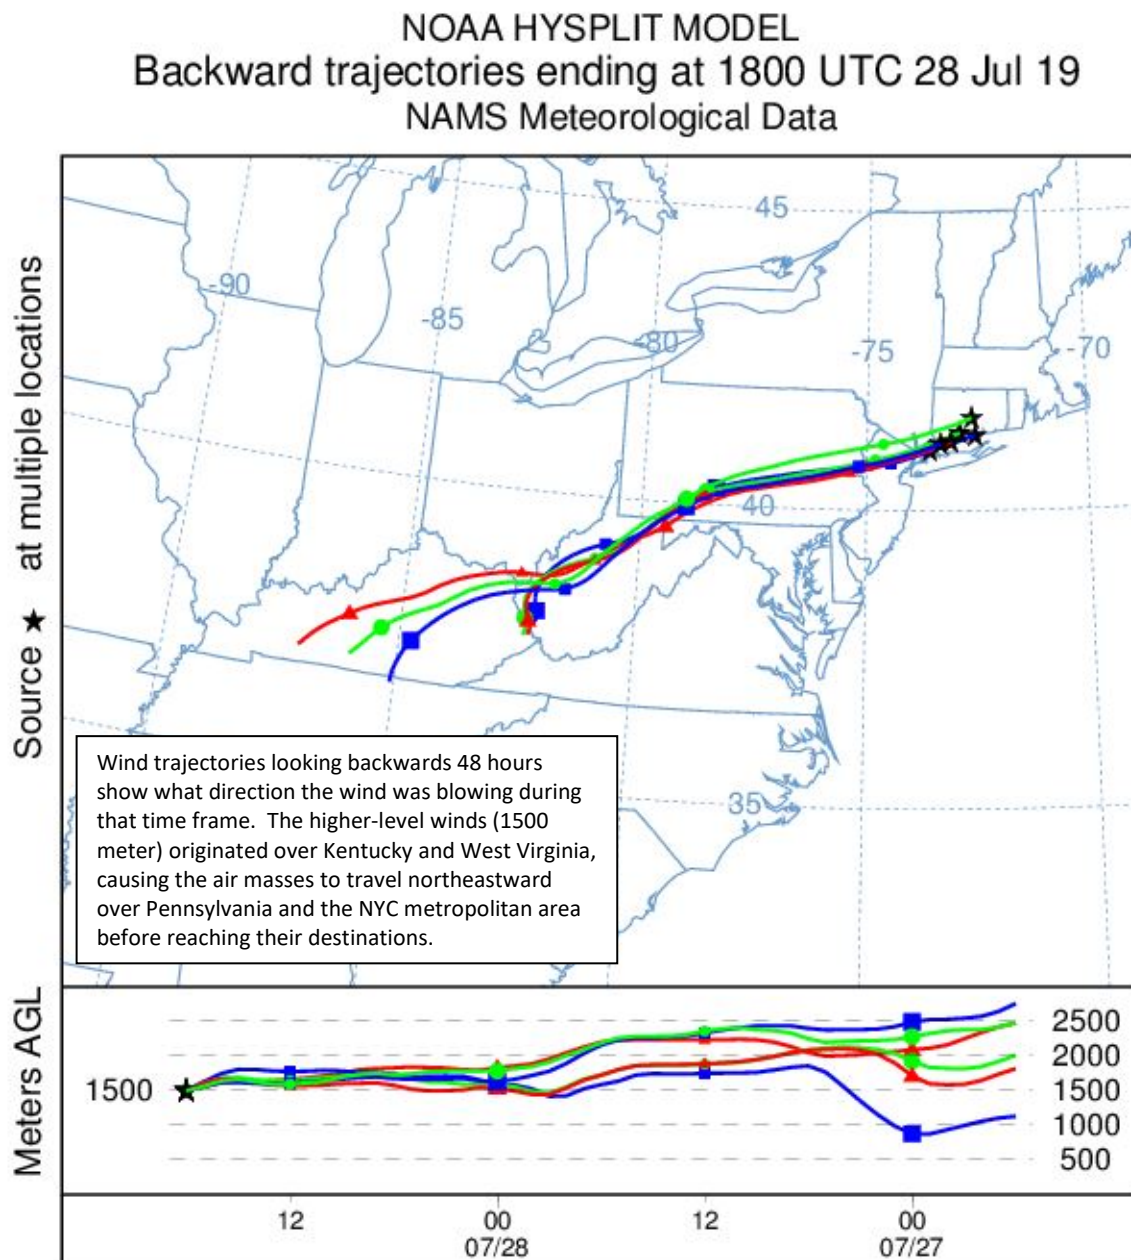 NOAA HYSPLIT MODEL
Backward trajectories ending at 1800 UTC 28 Jul 19
NAMS Meteorological Data
Source ★ at multiple locations
45
-90
-85
-80
-75
-70
40
35
Wind trajectories looking backwards 48 hours
show what direction the wind was blowing during
that time frame. The higher-level winds (1500
meter) originated over Kentucky and West Virginia,
causing the air masses to travel northeastward
over Pennsylvania and the NYC metropolitan area
before reaching their destinations.
Meters AGL
1500
2500
2000
1500
1000
500
12 00 12 00
07/28 07/27